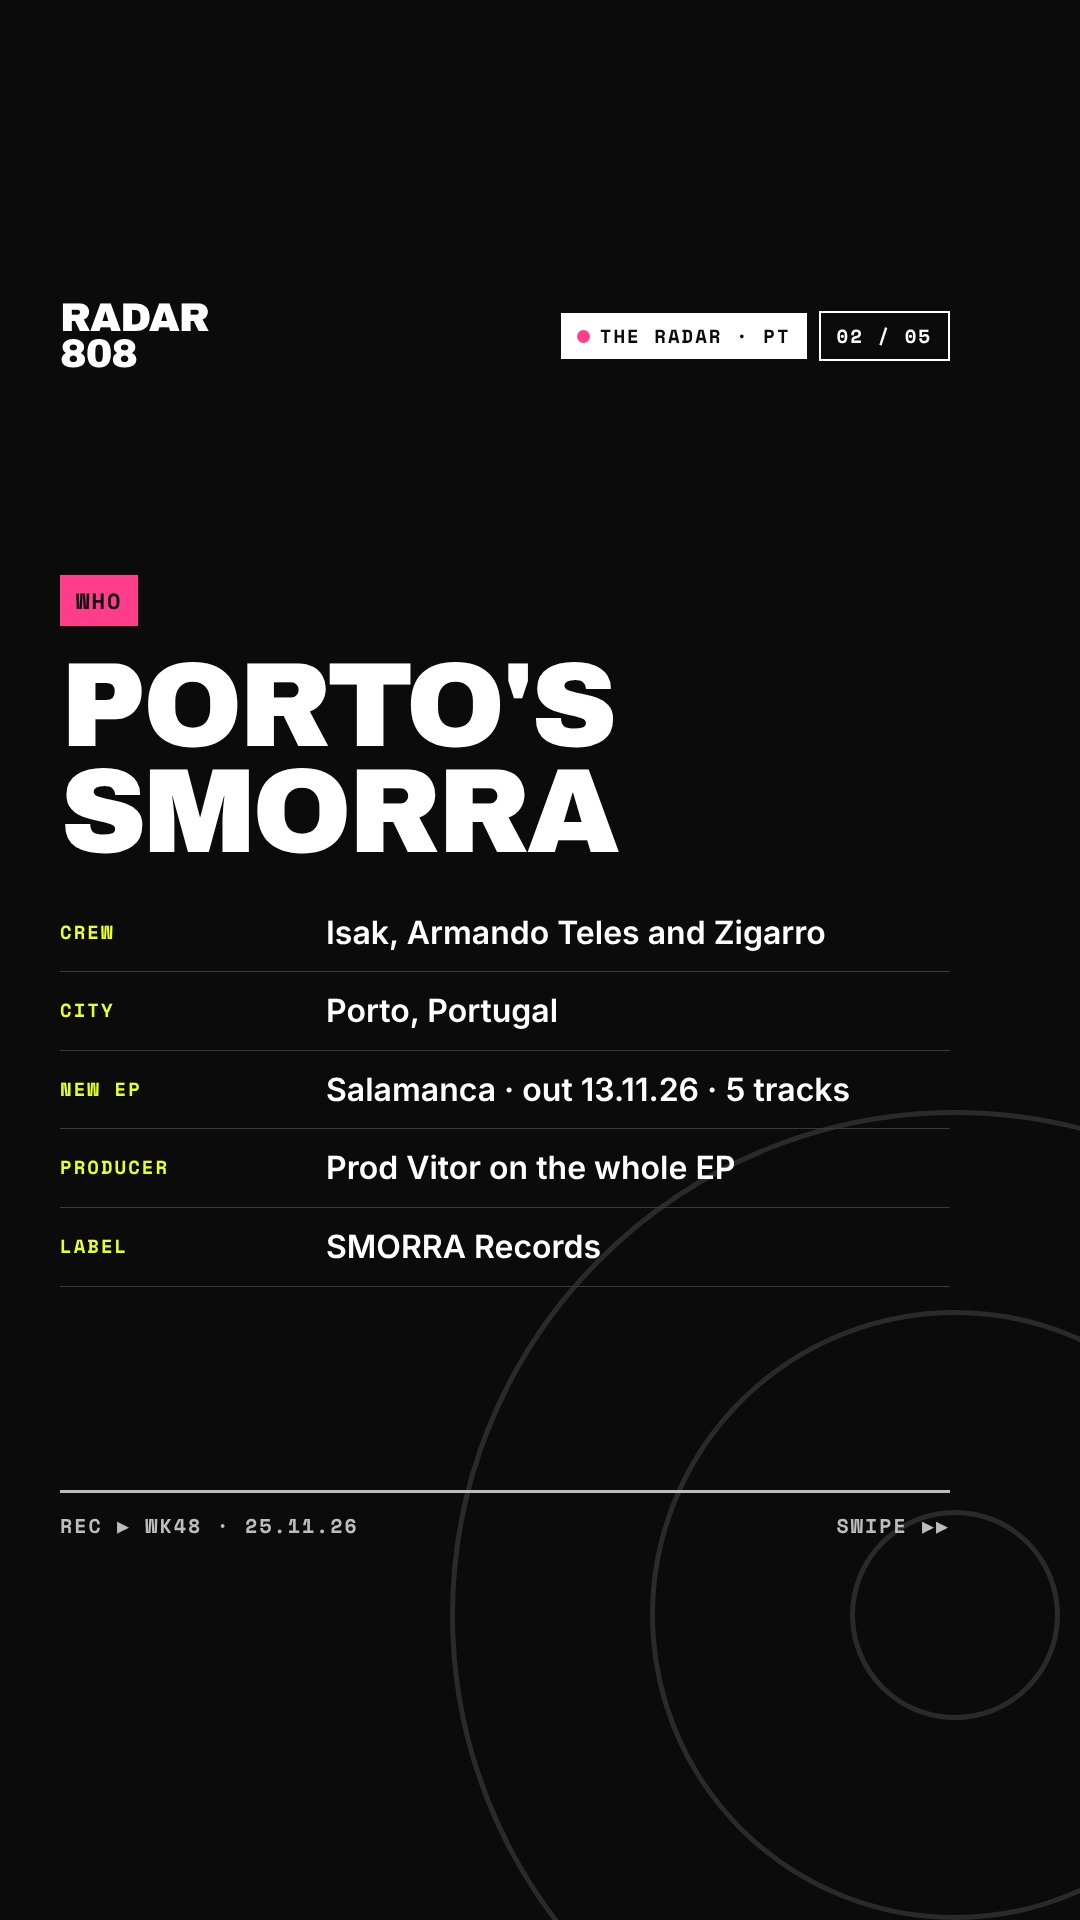 RADAR
808
THE RADAR · PT
02 / 05
WHO
PORTO'S
SMORRA
CREW Isak, Armando Teles and Zigarro
CITY Porto, Portugal
NEW EP Salamanca · out 13.11.26 · 5 tracks
PRODUCER Prod Vitor on the whole EP
LABEL SMORRA Records
REC ▶ WK48 · 25.11.26
SWIPE ▶▶